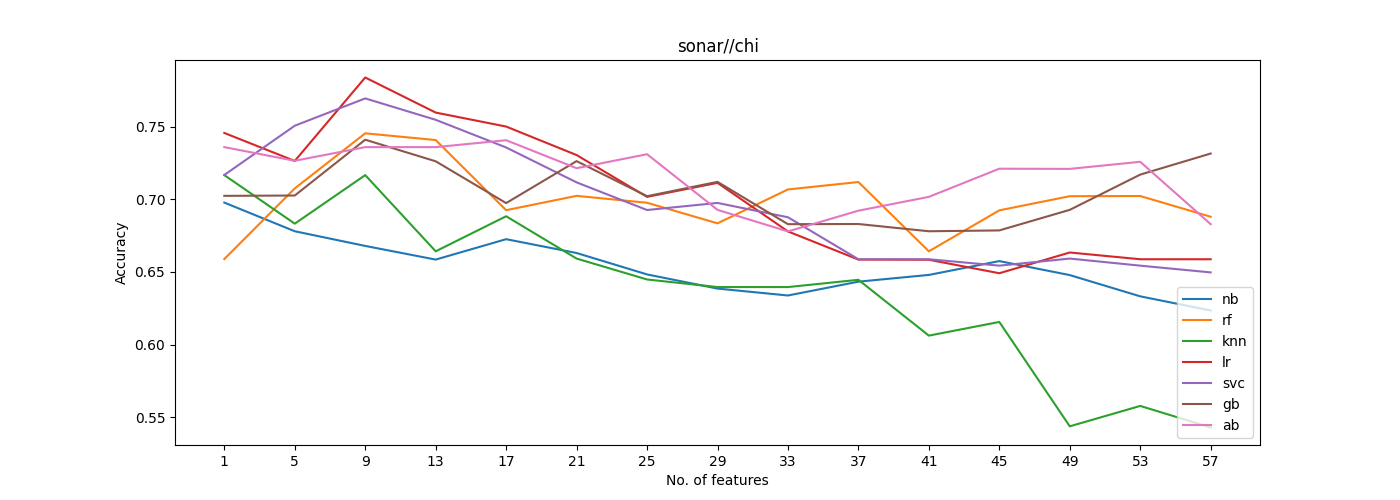 sonar//chi
Accuracy
0.75
0.70
0.65
0.60
0.55
1 5 9 13 17 21 25 29 33 37 41 45 49 53 57
No. of features
nb
rf
knn
lr
svc
gb
ab